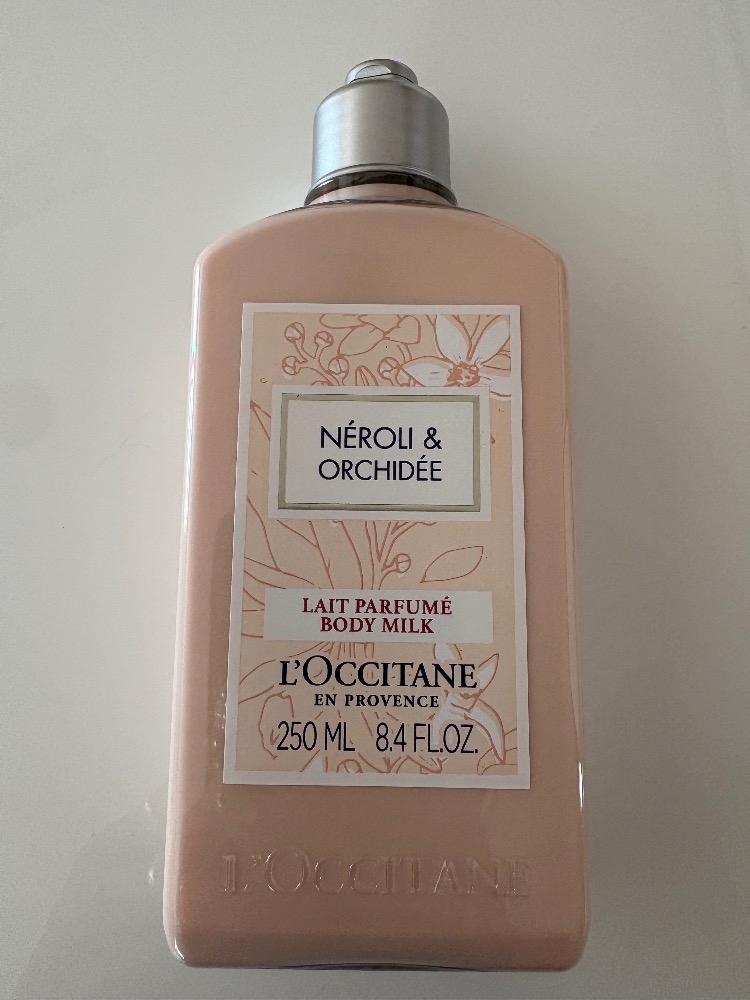 NÉROLI &
ORCHIDÉE
LAIT PARFUMÉ
BODY MILK
L'OCCITANE
EN PROVENCE
250 ML 8.4 FL.OZ.
L'OCCITANE